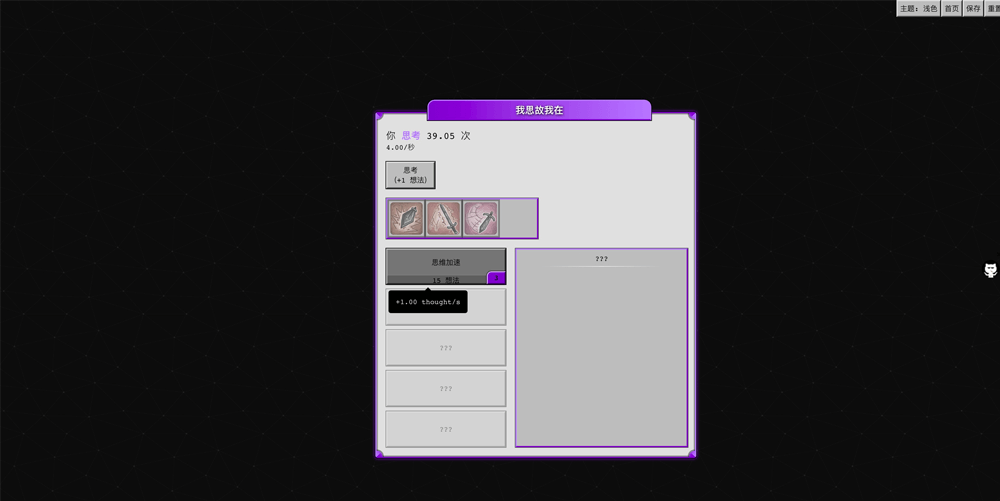 主题: 浅色 首页 保存 重置
我思故我在
你 思考 39.05 次
4.00/秒
思考
(+1 想法)
思维加速
15 想法
+1.00 thought/s
???
???
???
???